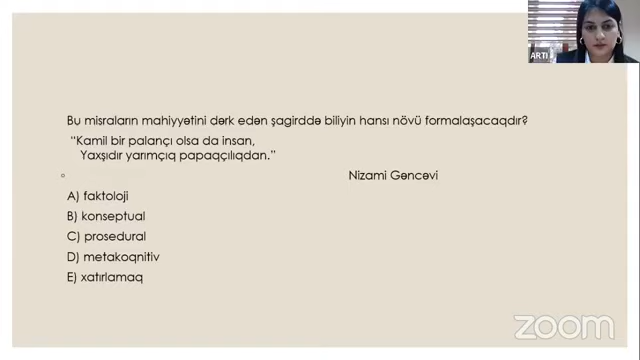 ARTI
Bu misraların mahiyyətini dərk edən şagirddə biliyin hansı növü formalaşacaqdır?
“Kamil bir palançı olsa da insan,
Yaxşıdır yarımçıq papaqçılıqdan.”
Nizami Gəncəvi
A) faktoloji
B) konseptual
C) prosedural
D) metakoqnitiv
E) xatırlamaq
zoom